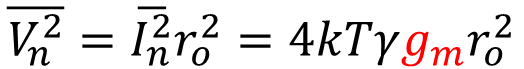 $\overline{V_n^2} = \overline{I_n^2} r_o^2 = 4kT\gamma g_m r_o^2$